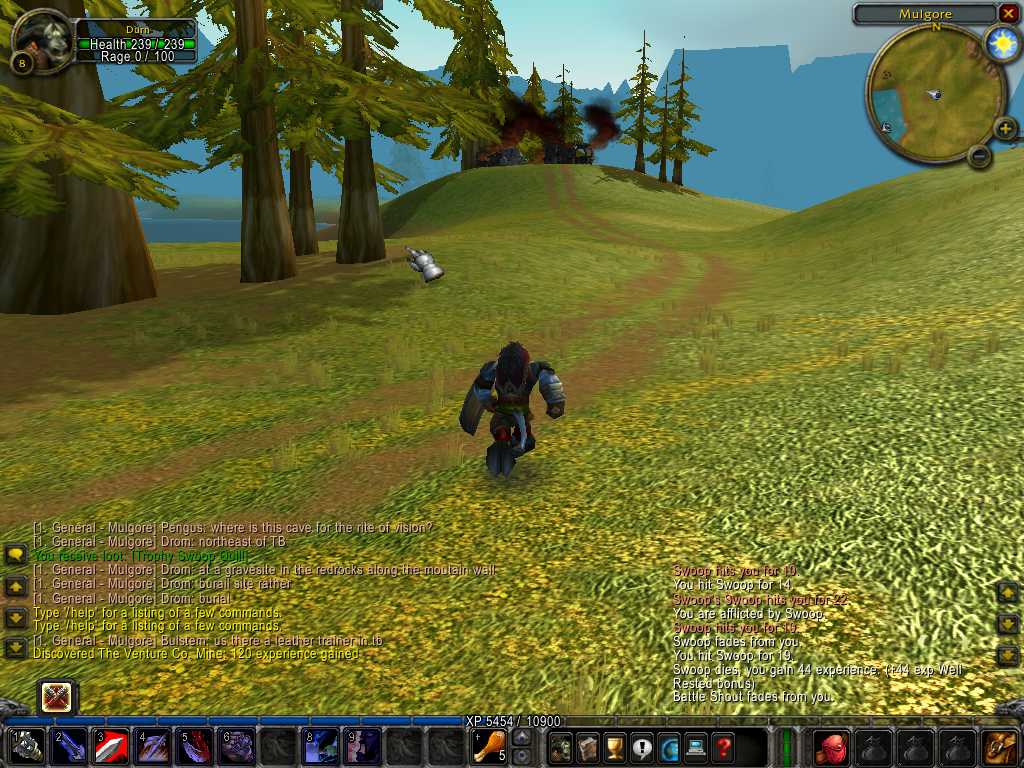 Durn
Health 239 / 239
Rage 0 / 100
8
Mulgore
N
[1. General - Mulgore] Pengus: where is this cave for the rite of vision?
[1. General - Mulgore] Drom: northeast of TB
You receive loot: [Trophy Swoop Quill]
[1. General - Mulgore] Drom: at a gravesite in the redrocks along the moutain wall
[1. General - Mulgore] Drom: burail site rather
[1. General - Mulgore] Drom: burial
Type '/help' for a listing of a few commands.
Type '/help' for a listing of a few commands.
[1. General - Mulgore] Bulstem: us there a leather trainer in tb
Discovered The Venture Co. Mine: 120 experience gained
Swoop hits you for 19.
You hit Swoop for 14.
Swoop's Swoop hits you for 22.
You are afflicted by Swoop.
Swoop hits you for
Swoop fades from you.
You hit Swoop for 19.
Swoop dies, you gain 44 experience. (+44 exp Well
Rested bonus)
Battle Shout fades from you.
XP 5454 / 10900
1 2 3 4 5 6 8 9 + 5